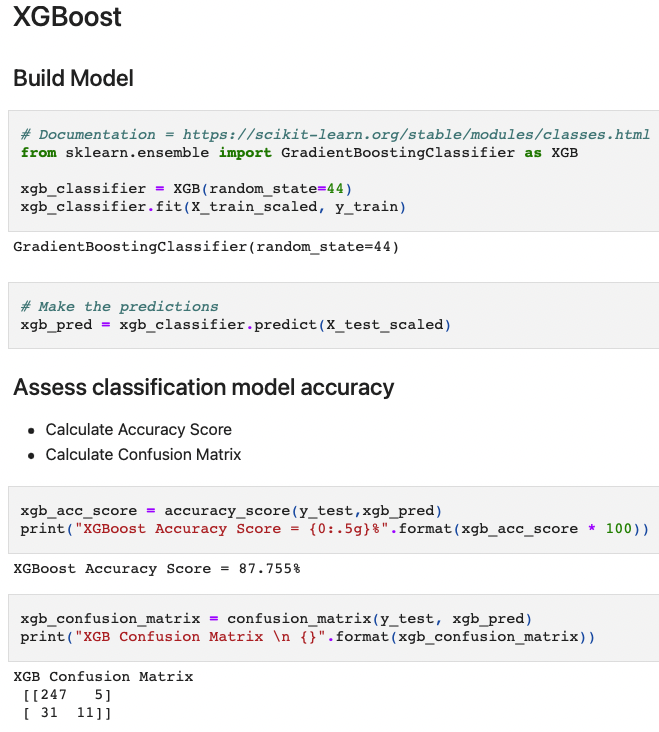 XGBoost
Build Model
# Documentation = https://scikit-learn.org/stable/modules/classes.html
from sklearn.ensemble import GradientBoostingClassifier as XGB
xgb_classifier = XGB(random_state=44)
xgb_classifier.fit(X_train_scaled, y_train)
GradientBoostingClassifier(random_state=44)
# Make the predictions
xgb_pred = xgb_classifier.predict(X_test_scaled)
Assess classification model accuracy
• Calculate Accuracy Score
• Calculate Confusion Matrix
xgb_acc_score = accuracy_score(y_test,xgb_pred)
print("XGBoost Accuracy Score = {0:.5g}%".format(xgb_acc_score * 100))
XGBoost Accuracy Score = 87.755%
xgb_confusion_matrix = confusion_matrix(y_test, xgb_pred)
print("XGB Confusion Matrix \n {}".format(xgb_confusion_matrix))
XGB Confusion Matrix
[[247   5]
[ 31  11]]